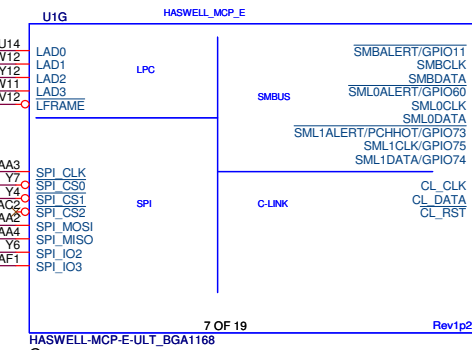 U1G
HASWELL_MCP_E
U14
LAD0
W12
LAD1
Y12
LAD2
W11
LAD3
V12
LFRAME
LPC
SMBUS
SMBALERT/GPIO11
SMBCLK
SMBDATA
SML0ALERT/GPIO60
SML0CLK
SML0DATA
SML1ALERT/PCHHOT/GPIO73
SML1CLK/GPIO75
SML1DATA/GPIO74
AA3
SPI_CLK
Y7
SPI_CS0
Y4
SPI_CS1
AC2
SPI_CS2
AA2
SPI_MOSI
AA4
SPI_MISO
Y6
SPI_IO2
AF1
SPI_IO3
SPI
C-LINK
CL_CLK
CL_DATA
CL_RST
7 OF 19
Rev1p2
HASWELL-MCP-E-ULT_BGA1168